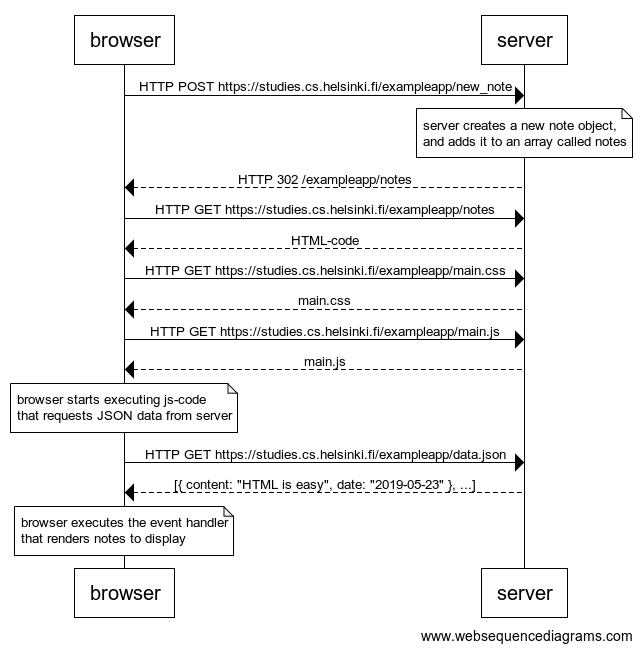 browser
server
HTTP POST https://studies.cs.helsinki.fi/exampleapp/new_note
server creates a new note object,
and adds it to an array called notes
HTTP 302 /exampleapp/notes
HTTP GET https://studies.cs.helsinki.fi/exampleapp/notes
HTML-code
HTTP GET https://studies.cs.helsinki.fi/exampleapp/main.css
main.css
HTTP GET https://studies.cs.helsinki.fi/exampleapp/main.js
main.js
browser starts executing js-code
that requests JSON data from server
HTTP GET https://studies.cs.helsinki.fi/exampleapp/data.json
[{ content: "HTML is easy", date: "2019-05-23" }, ...]
browser executes the event handler
that renders notes to display
browser
server
www.websequencediagrams.com